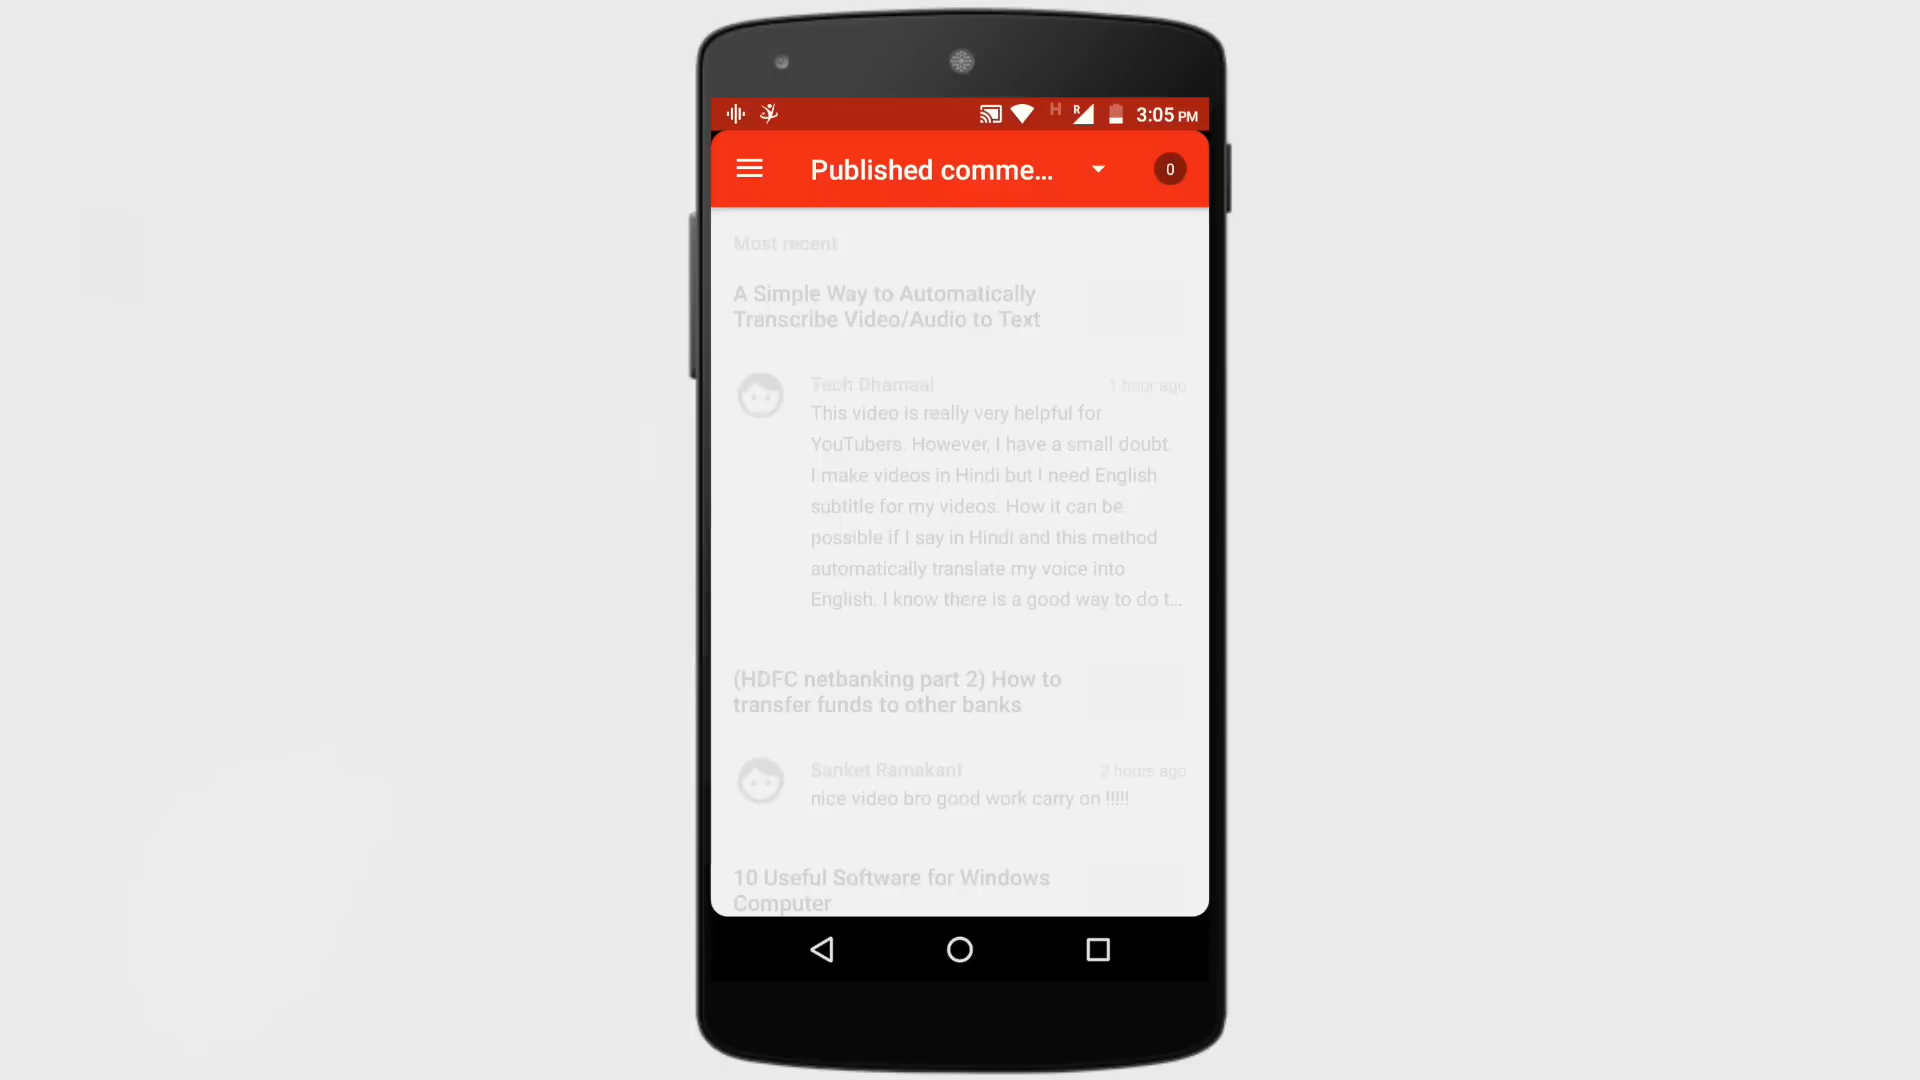 H R 3:05 PM
Published comme... 0
Most recent
A Simple Way to Automatically
Transcribe Video/Audio to Text
Tech Dhamaal 1 hour ago
This video is really very helpful for
YouTubers. However, I have a small doubt.
I make videos in Hindi but I need English
subtitle for my videos. How it can be
possible if I say in Hindi and this method
automatically translate my voice into
English. I know there is a good way to do t...
(HDFC netbanking part 2) How to
transfer funds to other banks
Sanket Ramakant 2 hours ago
nice video bro good work carry on !!!!!
10 Useful Software for Windows
Computer